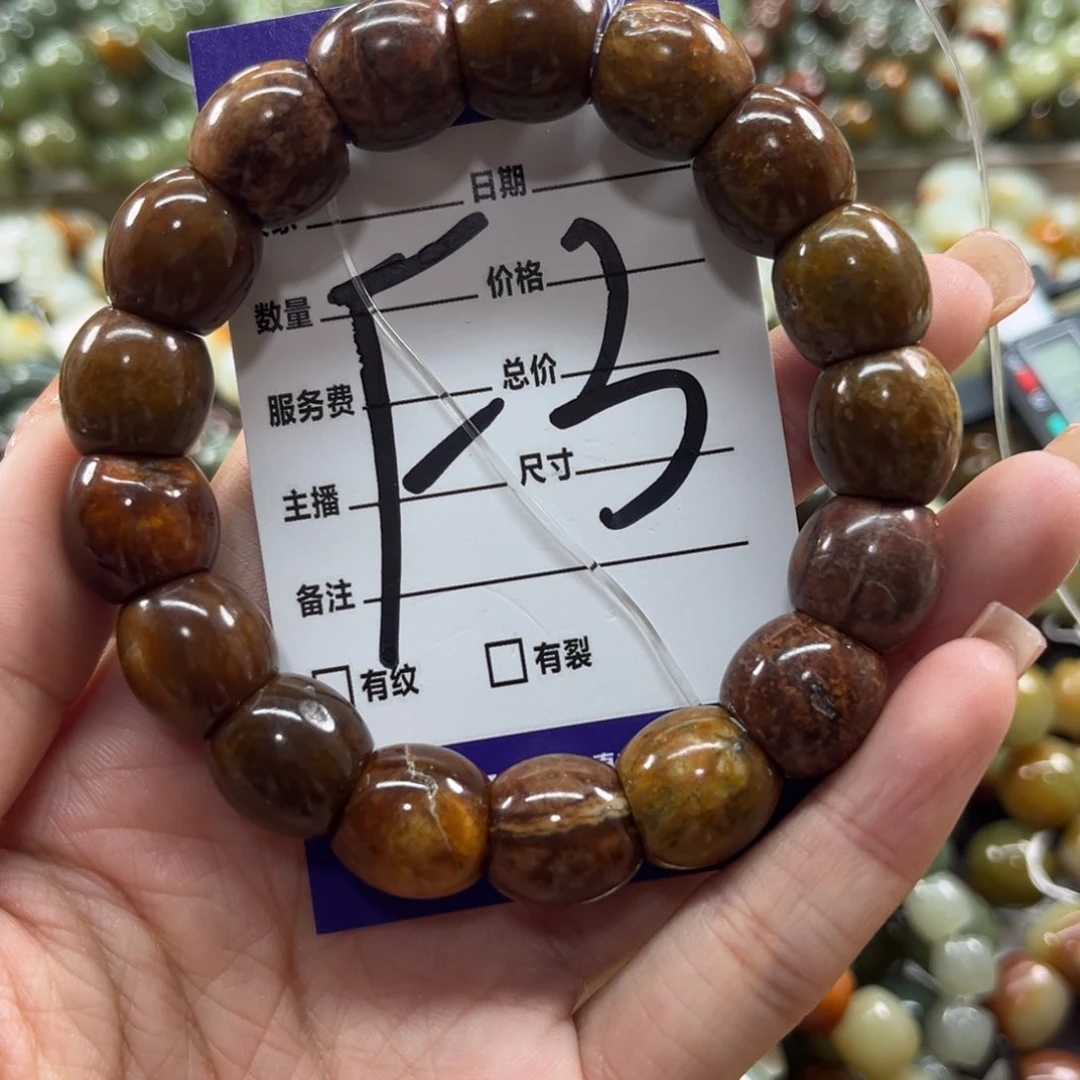 日期
数量 价格
服务费 总价
主播 尺寸
备注
有纹 有裂
F3